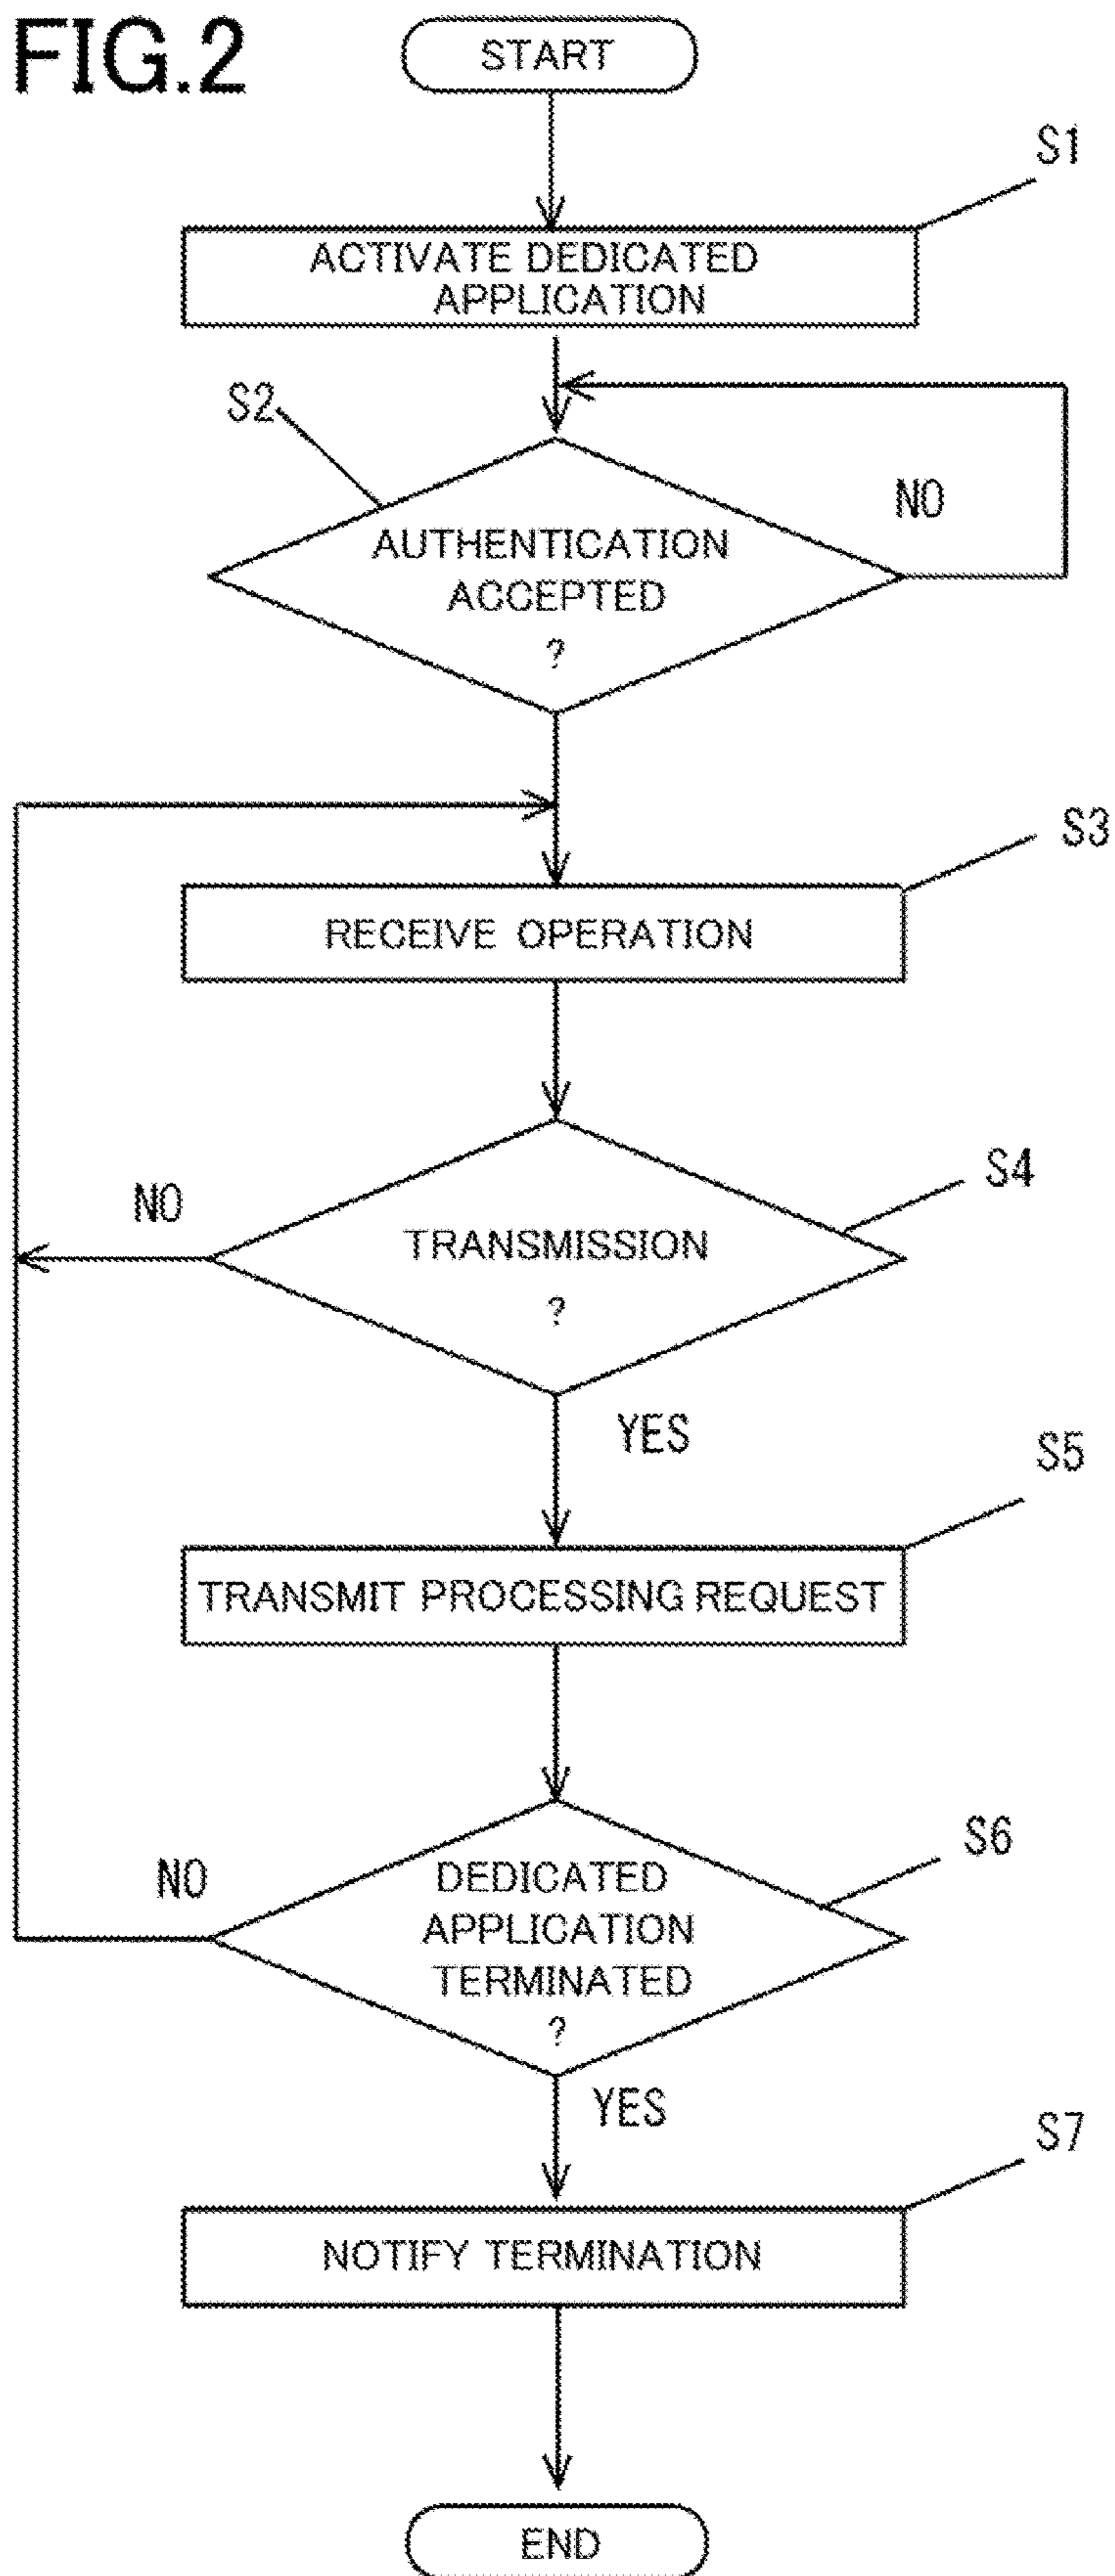 FIG.2
START
S1
ACTIVATE DEDICATED
APPLICATION
S2
NO
AUTHENTICATION
ACCEPTED
?
S3
RECEIVE OPERATION
S4
NO
TRANSMISSION
?
YES
S5
TRANSMIT PROCESSING REQUEST
S6
NO
DEDICATED
APPLICATION
TERMINATED
?
YES
S7
NOTIFY TERMINATION
END